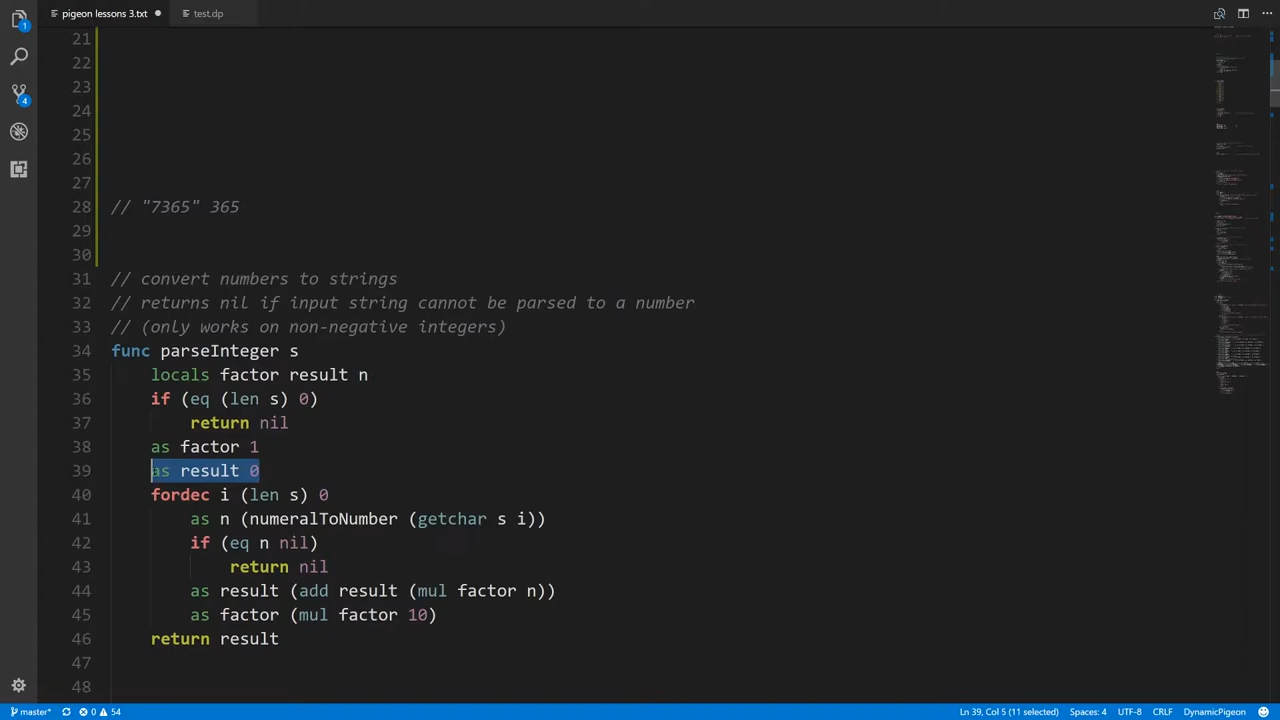 pigeon lessons 3.txt
test.dp
1
4
21
22
23
24
25
26
27
28 // "7365" 365
29
30
31 // convert numbers to strings
32 // returns nil if input string cannot be parsed to a number
33 // (only works on non-negative integers)
34 func parseInteger s
35 locals factor result n
36 if (eq (len s) 0)
37 return nil
38 as factor 1
39 as result 0
40 fordec i (len s) 0
41 as n (numeralToNumber (getchar s i))
42 if (eq n nil)
43 return nil
44 as result (add result (mul factor n))
45 as factor (mul factor 10)
46 return result
47
48
master* 0 54 Ln 39, Col 5 (11 selected) Spaces: 4 UTF-8 CRLF DynamicPigeon